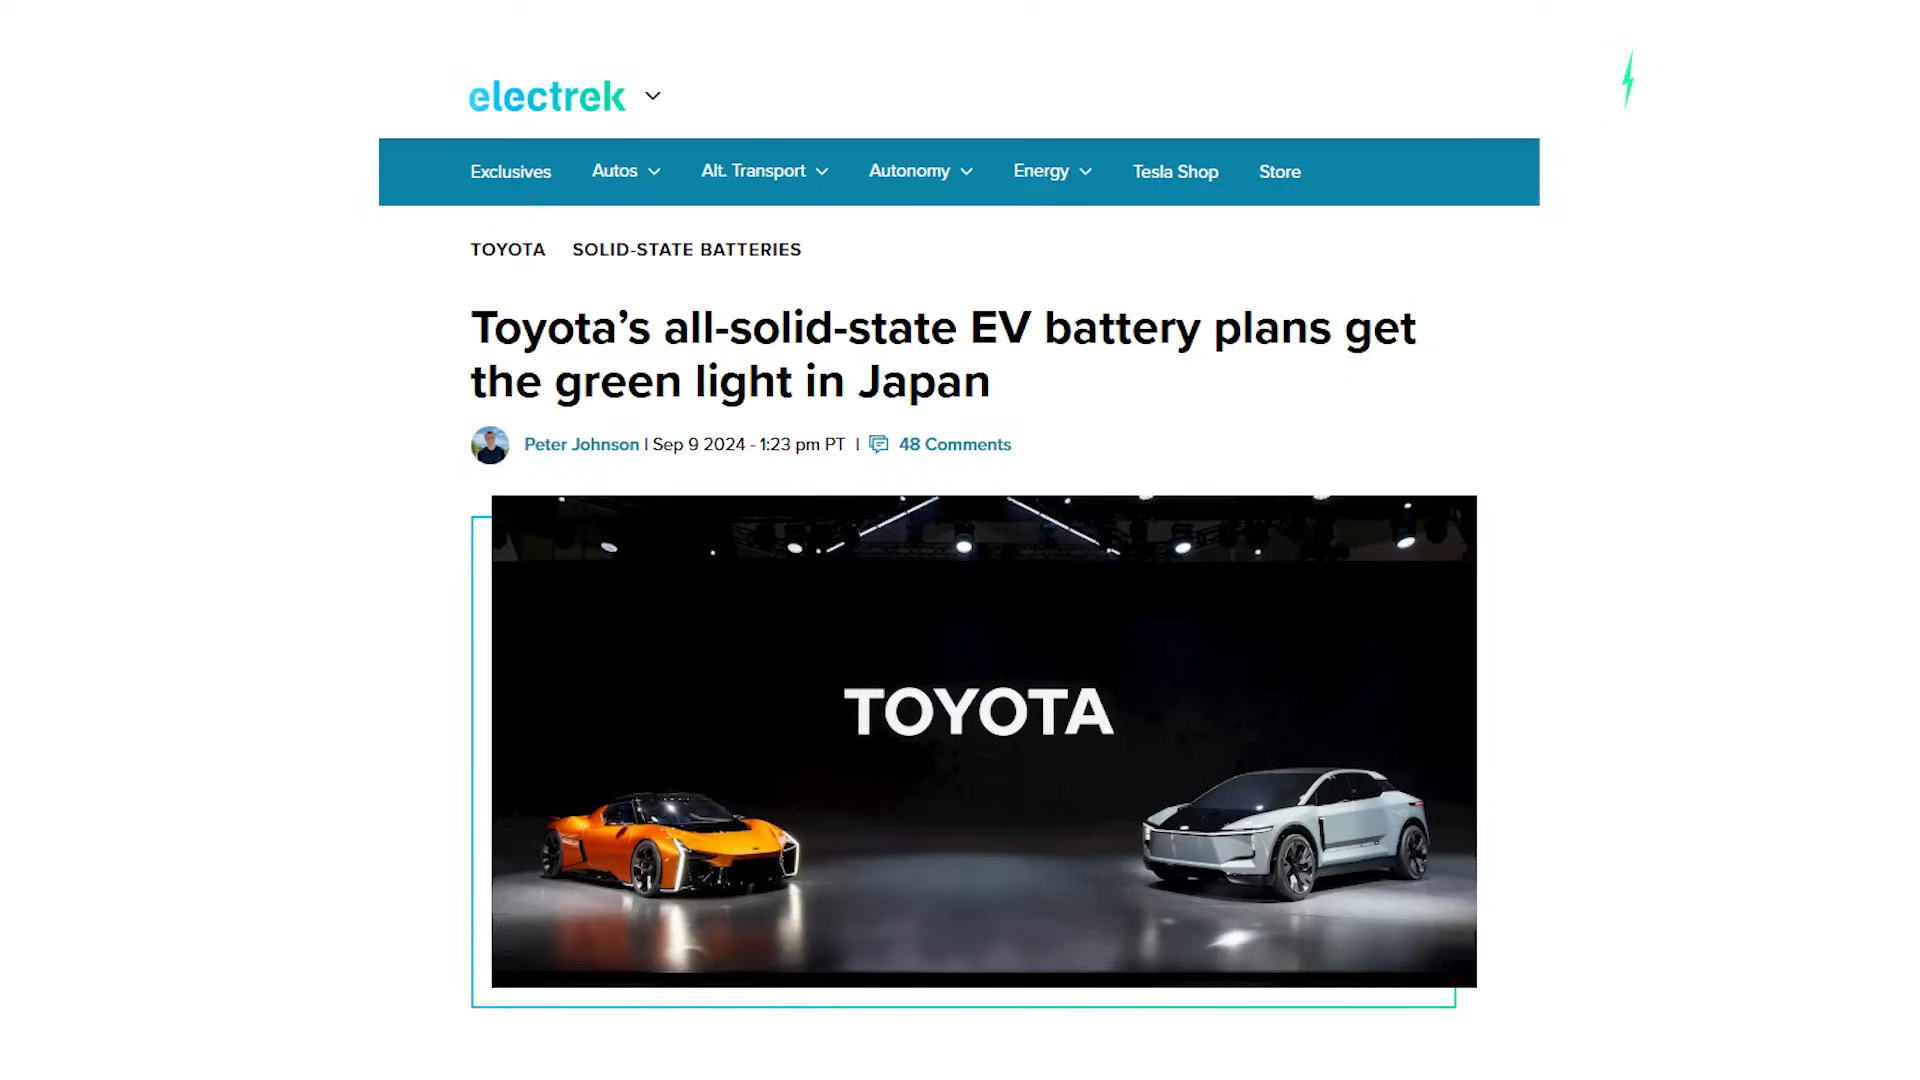 electrek
Exclusives Autos Alt. Transport Autonomy Energy Tesla Shop Store
TOYOTA SOLID-STATE BATTERIES
Toyota’s all-solid-state EV battery plans get
the green light in Japan
Peter Johnson | Sep 9 2024 - 1:23 pm PT | 48 Comments
TOYOTA